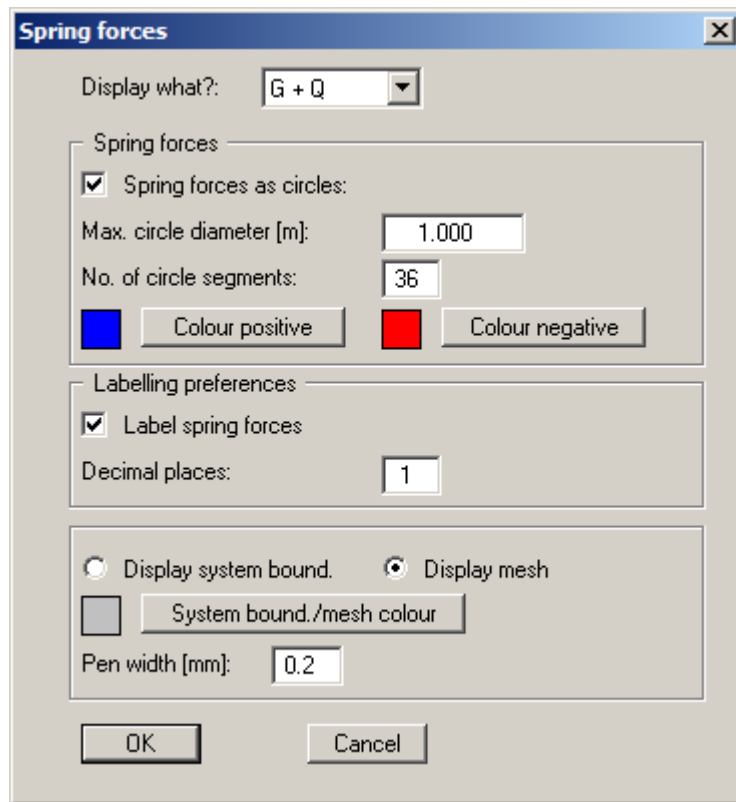 Spring forces
Display what?: G + Q
Spring forces
Spring forces as circles:
Max. circle diameter [m]: 1.000
No. of circle segments: 36
Colour positive Colour negative
Labelling preferences
Label spring forces
Decimal places: 1
Display system bound. Display mesh
System bound./mesh colour
Pen width [mm]: 0.2
OK Cancel